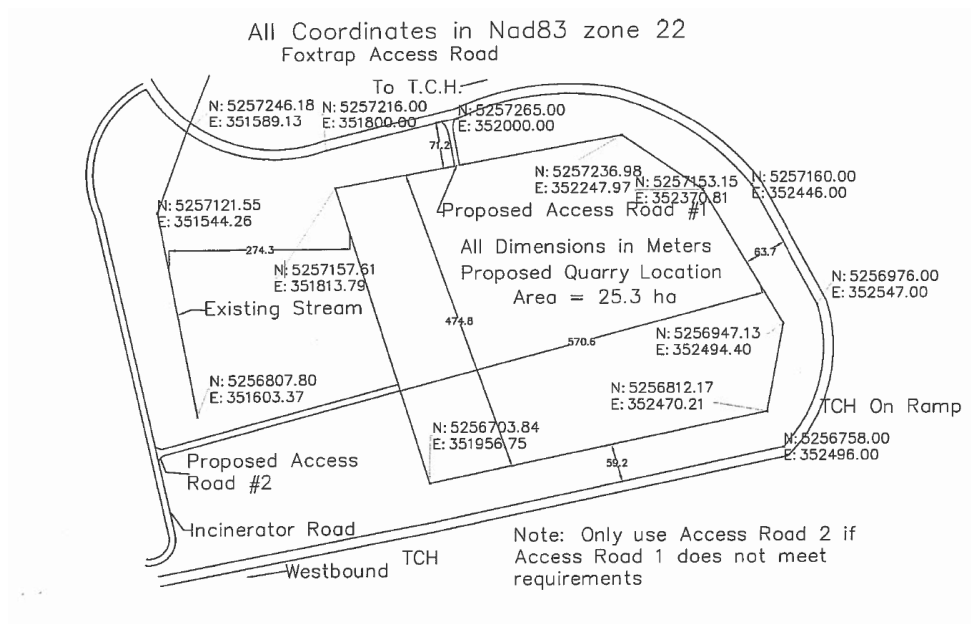 All Coordinates in Nad83 zone 22
Foxtrap Access Road
To T.C.H.
N: 5257246.18
E: 351589.13
N: 5257216.00
E: 351800.00
N: 5257265.00
E: 352000.00
71.2
N: 5257236.98
E: 352247.97
N: 5257153.15
E: 352370.81
N: 5257160.00
E: 352446.00
N: 5257121.55
E: 351544.26
Proposed Access Road #1
274.3
All Dimensions in Meters
63.7
N: 5257157.61
E: 351813.79
Proposed Quarry Location
Area = 25.3 ha
N: 5256976.00
E: 352547.00
Existing Stream
474.8
570.6
N: 5256947.13
E: 352494.40
N: 5256807.80
E: 351603.37
N: 5256812.17
E: 352470.21
TCH On Ramp
N: 5256703.84
E: 351956.75
N: 5256758.00
E: 352496.00
Proposed Access
Road #2
59.2
Incinerator Road
Note: Only use Access Road 2 if
Access Road 1 does not meet
requirements
TCH
Westbound